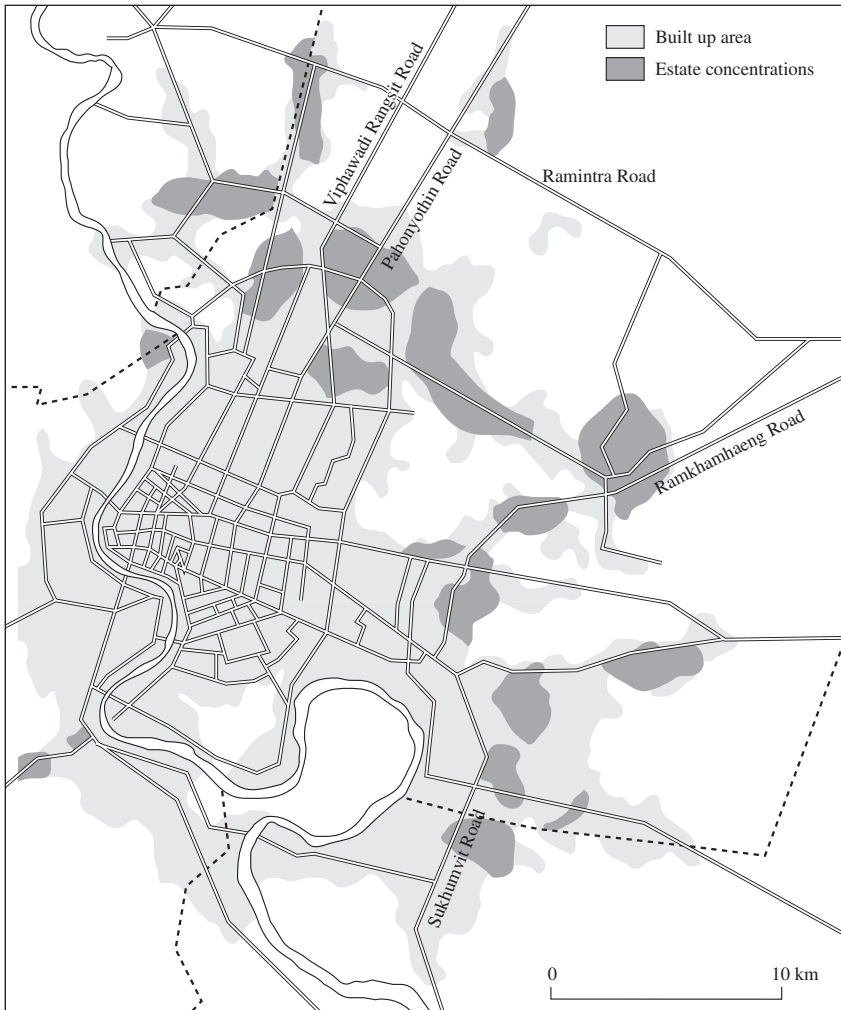 Built up area
Estate concentrations
Viphawadi Rangsit Road
Pahonyothin Road
Ramintra Road
Ramkhamhaeng Road
Sukhumvit Road
0
10 km